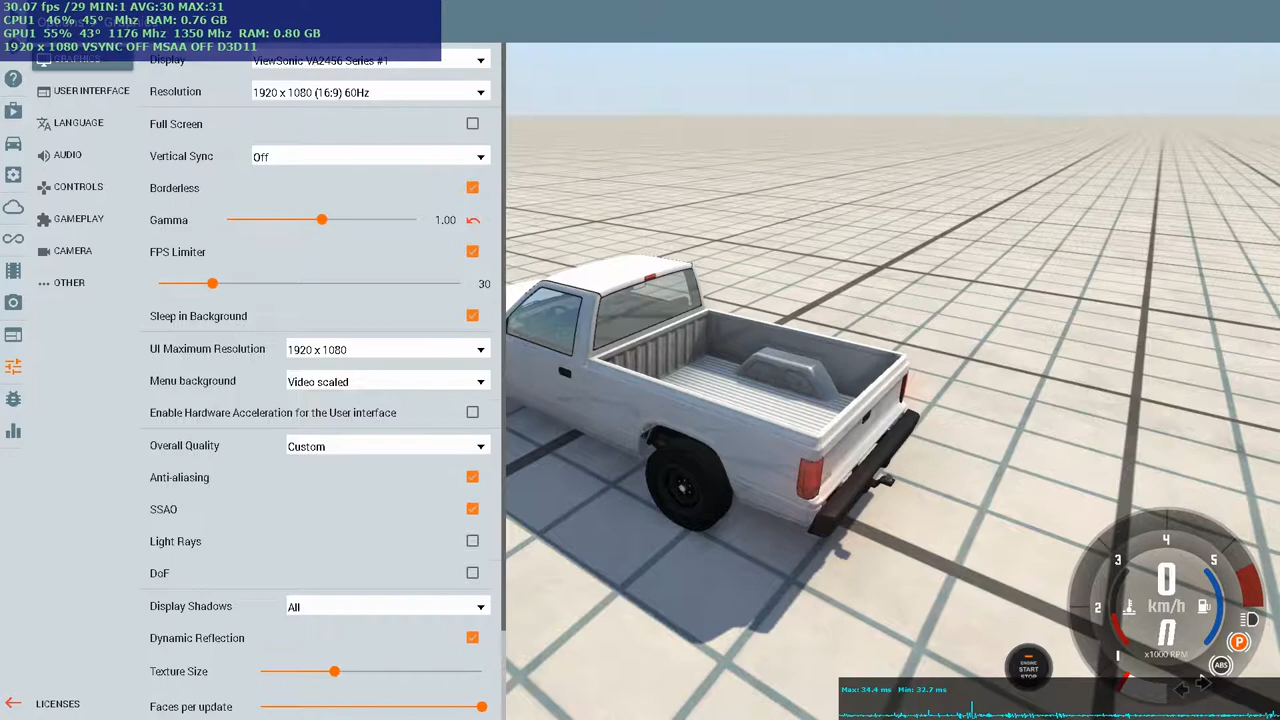 30.07 fps /29 MIN:1 AVG:30 MAX:31
CPU1 46% 45° Mhz RAM: 0.76 GB
GPU1 55% 43° 1176 Mhz 1350 Mhz RAM: 0.80 GB
1920 x 1080 VSYNC OFF MSAA OFF D3D11
GRAPHICS
USER INTERFACE
LANGUAGE
AUDIO
CONTROLS
GAMEPLAY
CAMERA
OTHER
LICENSES
Display ViewSonic VA2456 Series #1
Resolution 1920 x 1080 (16:9) 60Hz
Full Screen
Vertical Sync Off
Borderless
Gamma 1.00
FPS Limiter
30
Sleep in Background
UI Maximum Resolution 1920 x 1080
Menu background Video scaled
Enable Hardware Acceleration for the User interface
Overall Quality Custom
Anti-aliasing
SSAO
Light Rays
DoF
Display Shadows All
Dynamic Reflection
Texture Size
Faces per update
1 2 3 4 5
0
km/h
n
x1000 RPM
P
ABS
ENGINE
START
STOP
Max: 34.4 ms Min: 32.7 ms